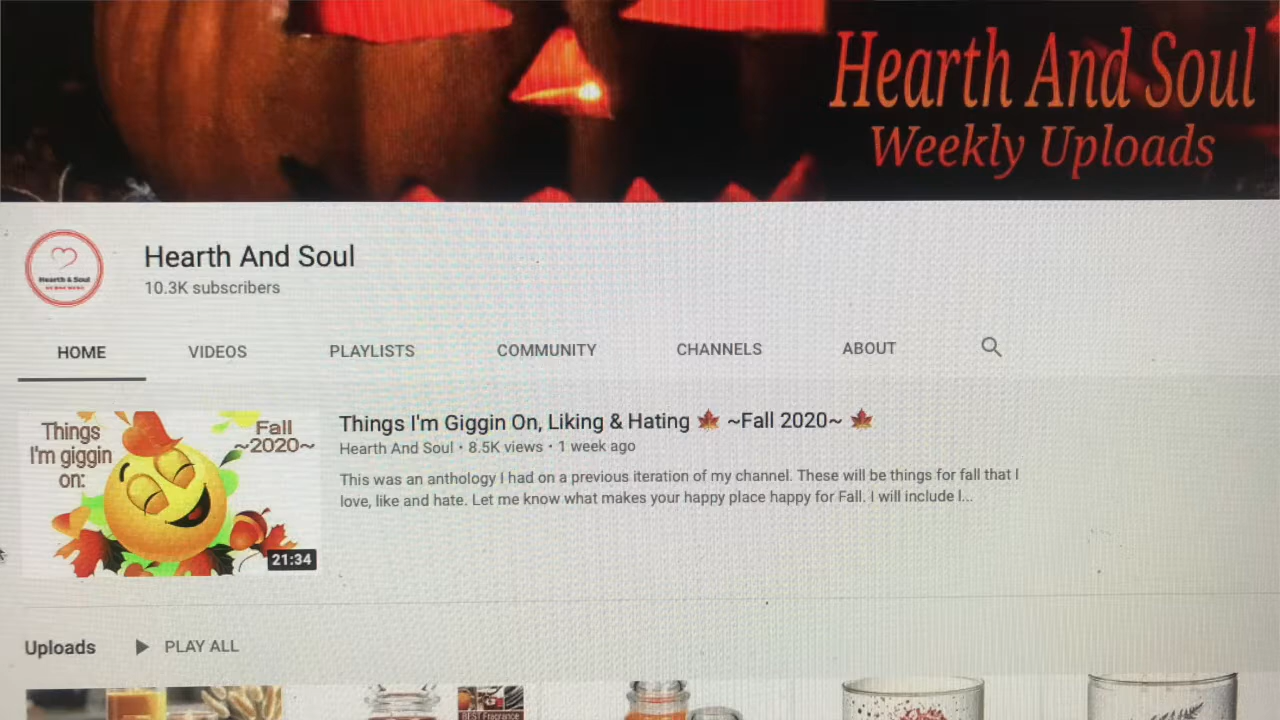 Hearth And Soul
Weekly Uploads
Hearth & Soul
Hearth And Soul
10.3K subscribers
HOME VIDEOS PLAYLISTS COMMUNITY CHANNELS ABOUT
Things
I'm giggin
on:
Fall
~2020~
21:34
Things I'm Giggin On, Liking & Hating 🍁 ~Fall 2020~ 🍁
Hearth And Soul • 8.5K views • 1 week ago
This was an anthology I had on a previous iteration of my channel. These will be things for fall that I
love, like and hate. Let me know what makes your happy place happy for Fall. I will include l...
Uploads ▶ PLAY ALL
BEST Fragrance